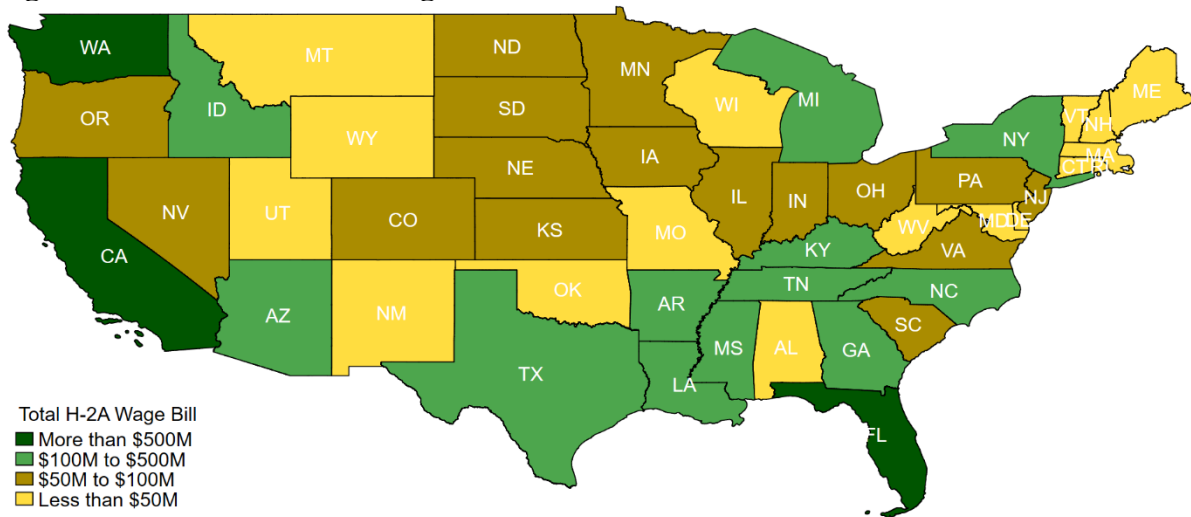 WA
MT
ND
MN
ME
OR
ID
WI
MI
VT
NH
SD
WY
NY
MA
CT
RI
IA
NE
PA
NV
UT
CO
IL
IN
OH
NJ
KS
MO
WV
MD
DE
CA
KY
VA
TN
NC
OK
AZ
NM
AR
SC
MS
AL
GA
TX
LA
FL
Total H-2A Wage Bill
More than $500M
$100M to $500M
$50M to $100M
Less than $50M